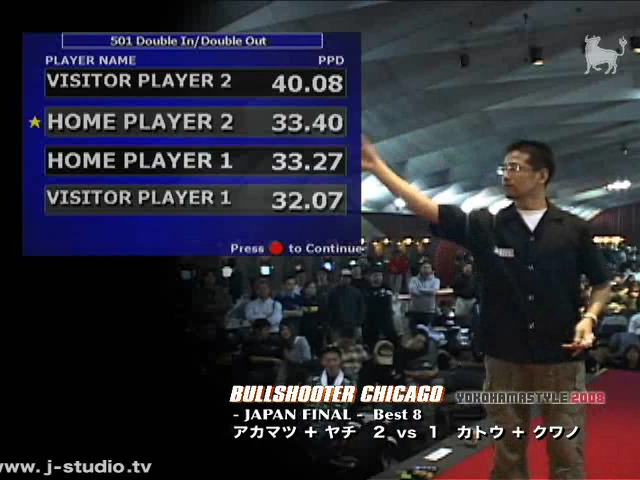 501 Double In/Double Out
PLAYER NAME PPD
VISITOR PLAYER 2 40.08
HOME PLAYER 2 33.40
HOME PLAYER 1 33.27
VISITOR PLAYER 1 32.07
Press to Continue
BULLSHOOTER CHICAGO YOKOHAMASTYLE 2008
- JAPAN FINAL - Best 8
アカマツ + ヤチ 2 vs 1 カトウ + クワノ
www. j-studio.tv